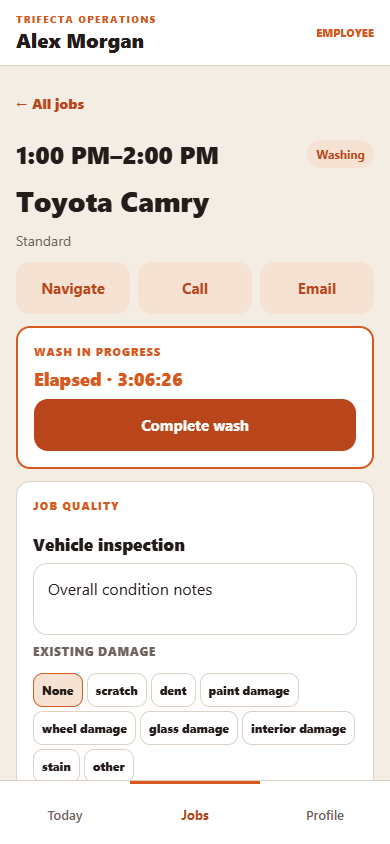 TRIFECTA OPERATIONS
Alex Morgan
EMPLOYEE
← All jobs
1:00 PM–2:00 PM
Washing
Toyota Camry
Standard
Navigate
Call
Email
WASH IN PROGRESS
Elapsed · 3:06:26
Complete wash
JOB QUALITY
Vehicle inspection
Overall condition notes
EXISTING DAMAGE
None scratch dent paint damage
wheel damage glass damage interior damage
stain other
Today
Jobs
Profile